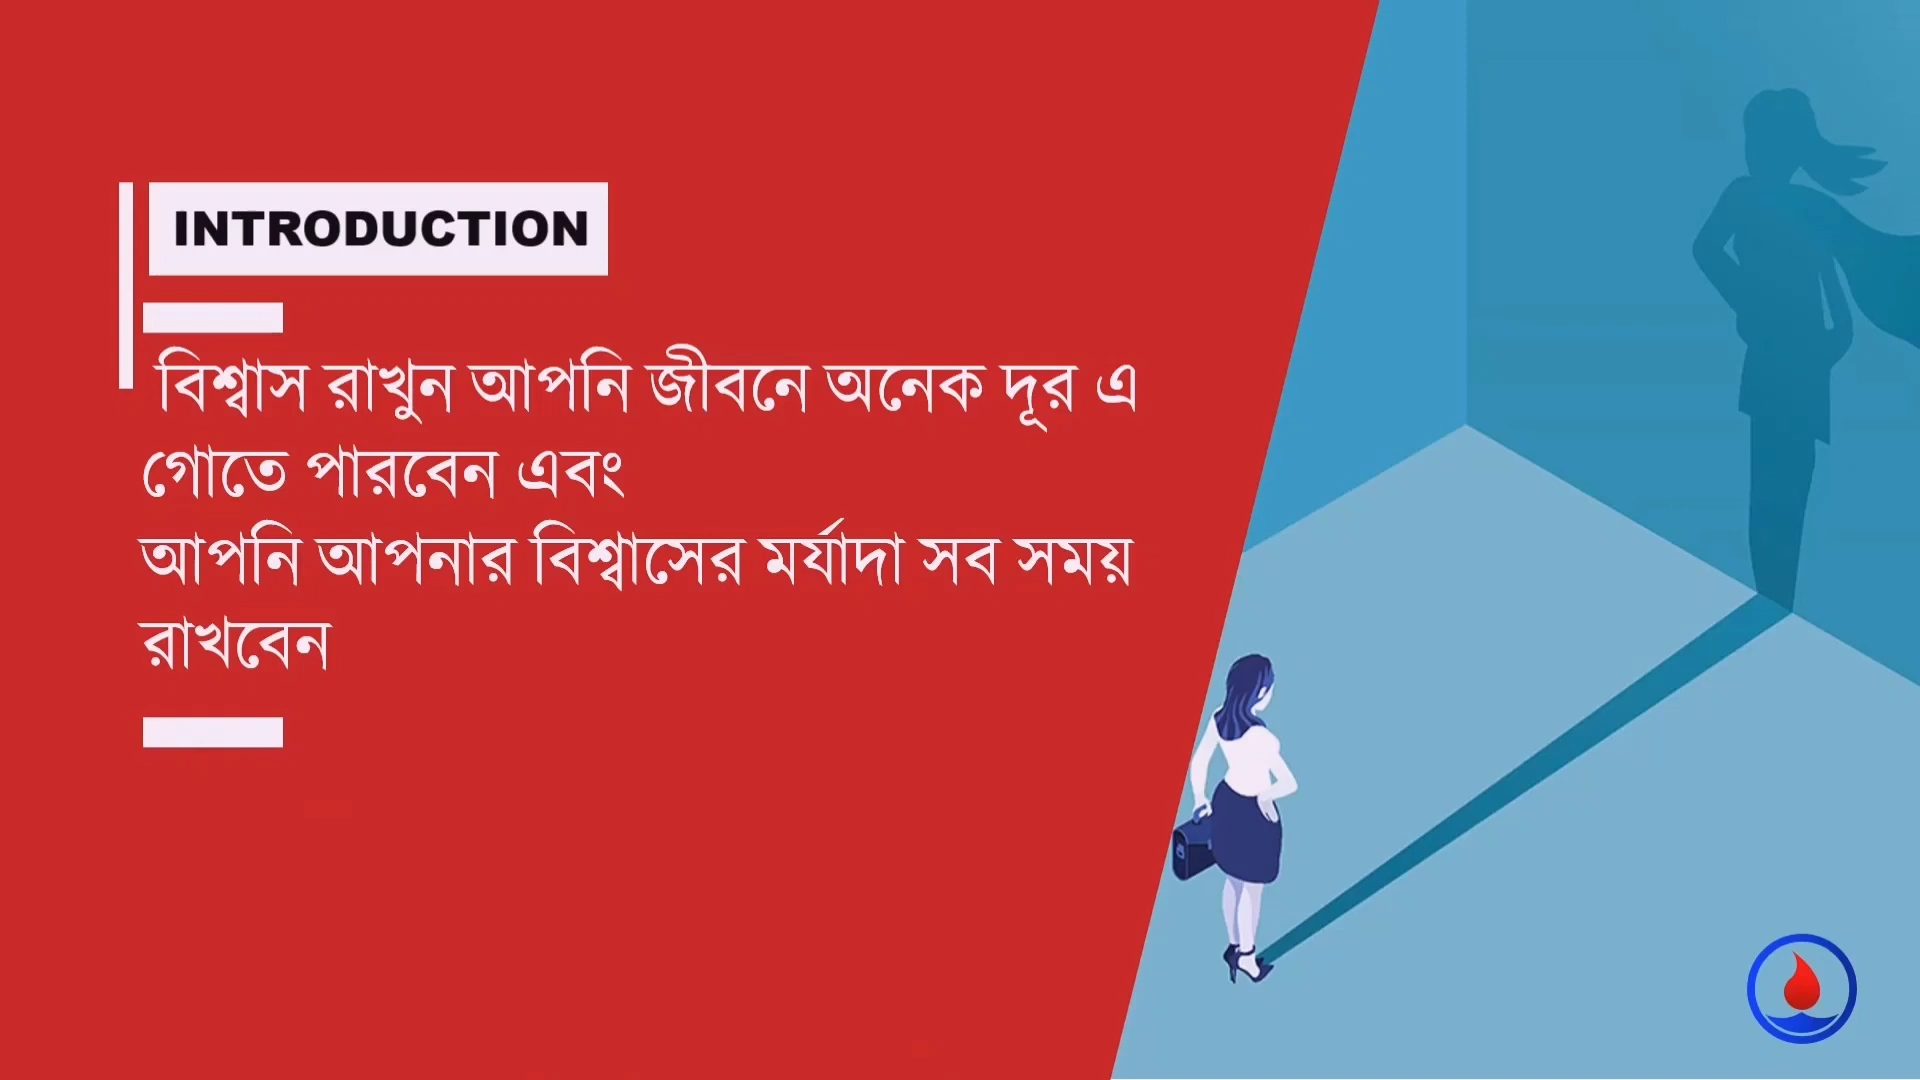 INTRODUCTION
বিশ্বাস রাখুন আপনি জীবনে অনেক দূর এ
গোতে পারবেন এবং
আপনি আপনার বিশ্বাসের মর্যাদা সব সময়
রাখবেন